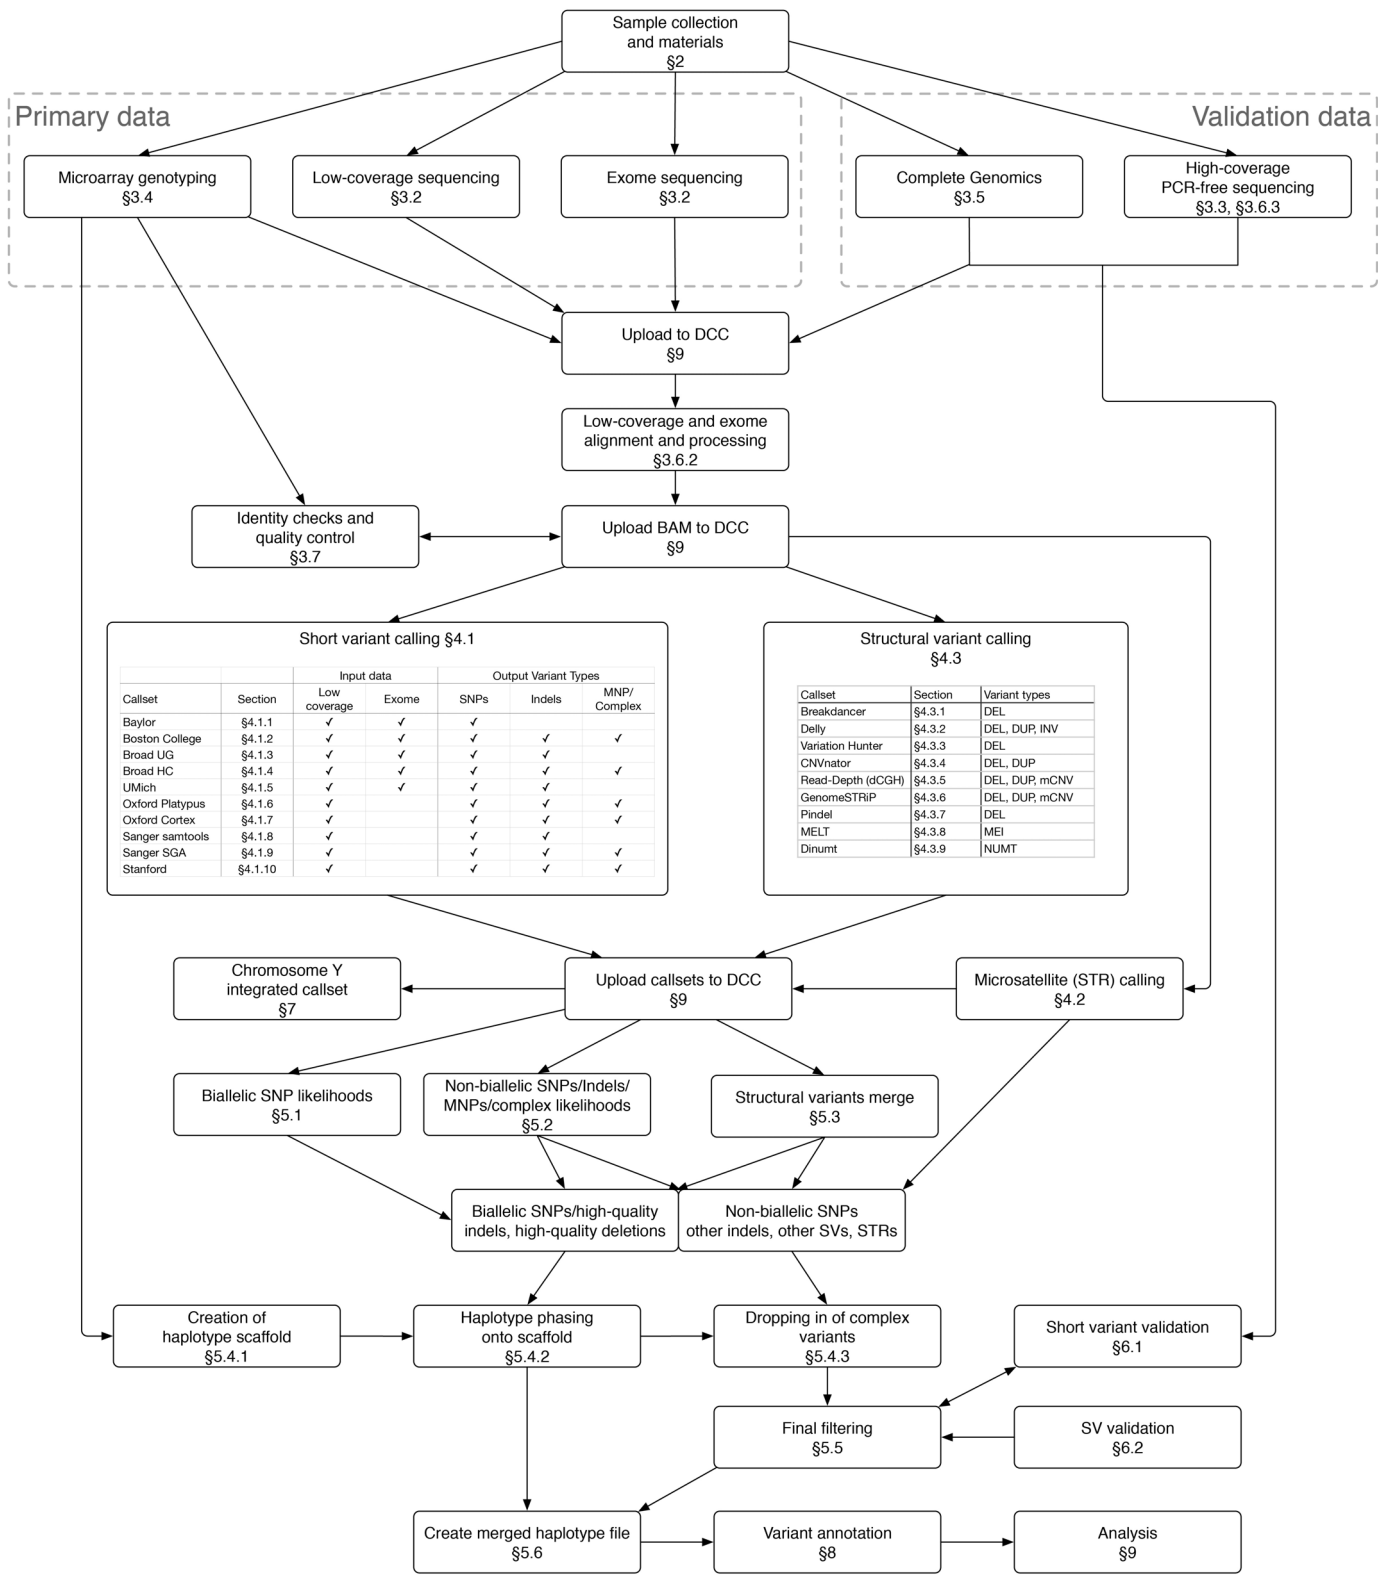 Sample collection
and materials
§2
Primary data
Validation data
Microarray genotyping
§3.4
Low-coverage sequencing
§3.2
Exome sequencing
§3.2
Complete Genomics
§3.5
High-coverage
PCR-free sequencing
§3.3, §3.6.3
Upload to DCC
§9
Low-coverage and exome
alignment and processing
§3.6.2
Identity checks and
quality control
§3.7
Upload BAM to DCC
§9
Short variant calling §4.1
Input data Output Variant Types
Callset Section Low coverage Exome SNPs Indels MNP/ Complex
Baylor §4.1.1 ✓ ✓ ✓
Boston College §4.1.2 ✓ ✓ ✓ ✓ ✓
Broad UG §4.1.3 ✓ ✓ ✓ ✓
Broad HC §4.1.4 ✓ ✓ ✓ ✓ ✓
UMich §4.1.5 ✓ ✓ ✓ ✓
Oxford Platypus §4.1.6 ✓ ✓ ✓ ✓
Oxford Cortex §4.1.7 ✓ ✓ ✓ ✓
Sanger samtools §4.1.8 ✓ ✓ ✓
Sanger SGA §4.1.9 ✓ ✓ ✓ ✓
Stanford §4.1.10 ✓ ✓ ✓ ✓
Structural variant calling
§4.3
Callset Section Variant types
Breakdancer §4.3.1 DEL
Delly §4.3.2 DEL, DUP, INV
Variation Hunter §4.3.3 DEL
CNVnator §4.3.4 DEL, DUP
Read-Depth (dCGH) §4.3.5 DEL, DUP, mCNV
GenomeSTRiP §4.3.6 DEL, DUP, mCNV
Pindel §4.3.7 DEL
MELT §4.3.8 MEI
Dinumt §4.3.9 NUMT
Chromosome Y
integrated callset
§7
Upload callsets to DCC
§9
Microsatellite (STR) calling
§4.2
Biallelic SNP likelihoods
§5.1
Non-biallelic SNPs/Indels/
MNPs/complex likelihoods
§5.2
Structural variants merge
§5.3
Biallelic SNPs/high-quality
indels, high-quality deletions
Non-biallelic SNPs
other indels, other SVs, STRs
Creation of
haplotype scaffold
§5.4.1
Haplotype phasing
onto scaffold
§5.4.2
Dropping in of complex
variants
§5.4.3
Short variant validation
§6.1
Final filtering
§5.5
SV validation
§6.2
Create merged haplotype file
§5.6
Variant annotation
§8
Analysis
§9